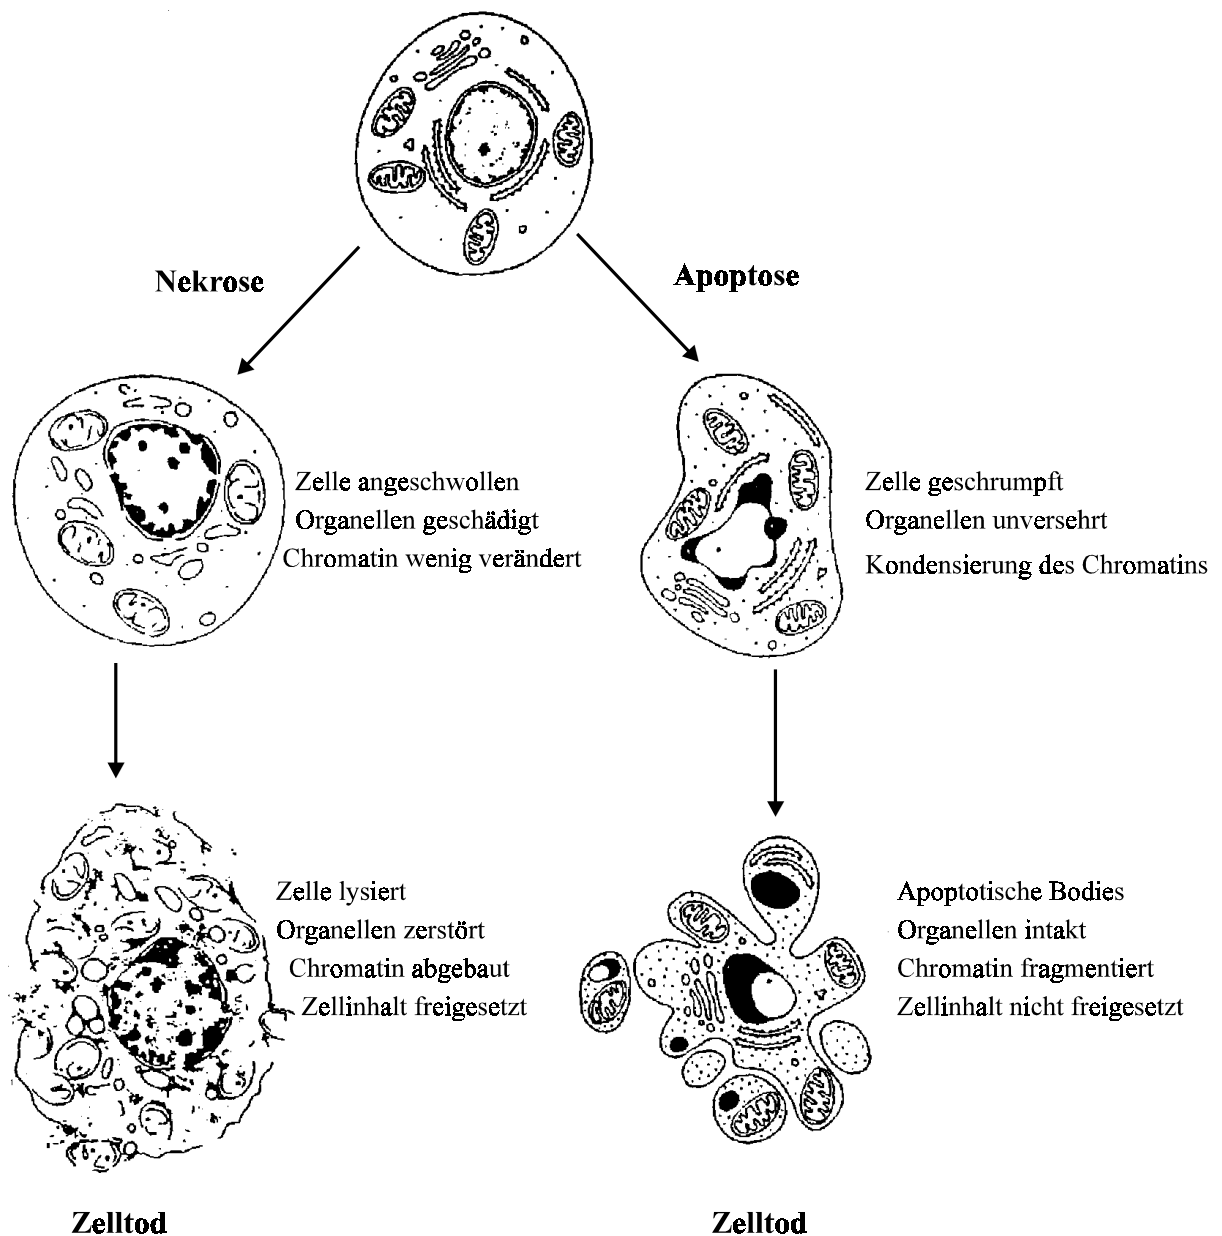 Nekrose
Apoptose
Zelle angeschwollen
Organellen geschädigt
Chromatin wenig verändert
Zelle geschrumpft
Organellen unversehrt
Kondensierung des Chromatins
Zelle lysiert
Organellen zerstört
Chromatin abgebaut
Zellinhalt freigesetzt
Apoptotische Bodies
Organellen intakt
Chromatin fragmentiert
Zellinhalt nicht freigesetzt
Zelltod
Zelltod